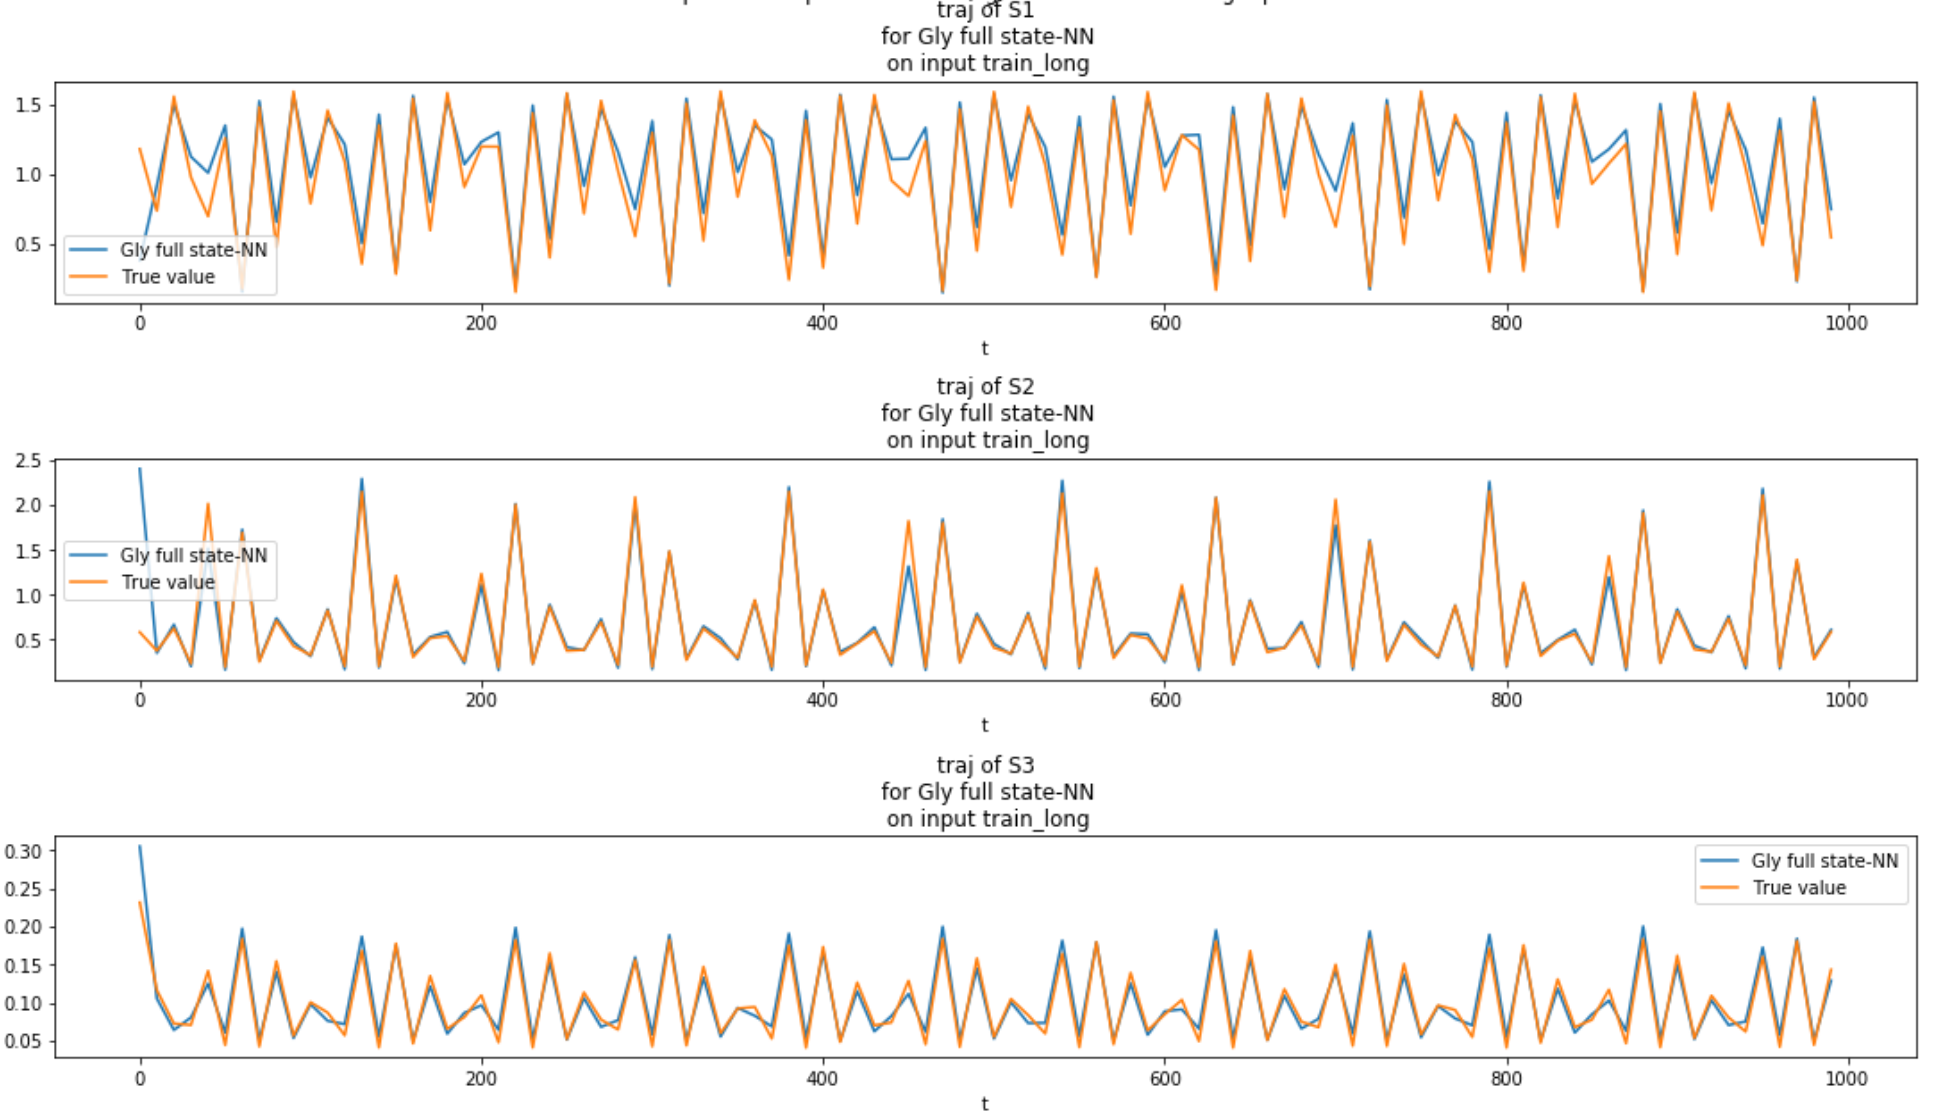 traj of S1
for Gly full state-NN
on input train_long
1.5
1.0
0.5
Gly full state-NN
True value
0 200 400 600 800 1000
t
traj of S2
for Gly full state-NN
on input train_long
2.5
2.0
1.5
1.0
0.5
Gly full state-NN
True value
0 200 400 600 800 1000
t
traj of S3
for Gly full state-NN
on input train_long
0.30
0.25
0.20
0.15
0.10
0.05
Gly full state-NN
True value
0 200 400 600 800 1000
t